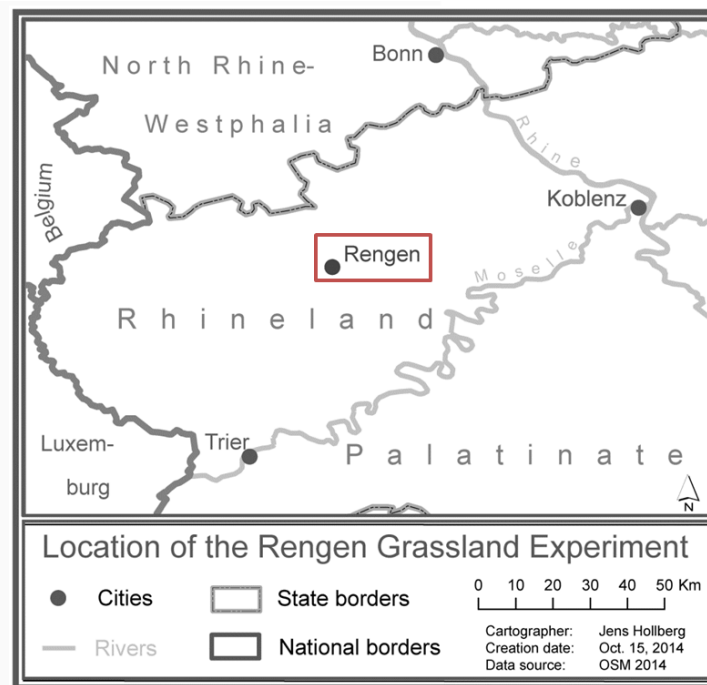 Bonn
North Rhine-
Westphalia
Rhine
Belgium
Koblenz
Rengen
Moselle
Rhineland
Luxem-
burg
Trier
Palatinate
N
Location of the Rengen Grassland Experiment
Cities
State borders
0 10 20 30 40 50 Km
Rivers
National borders
Cartographer: Jens Hollberg
Creation date: Oct. 15, 2014
Data source: OSM 2014